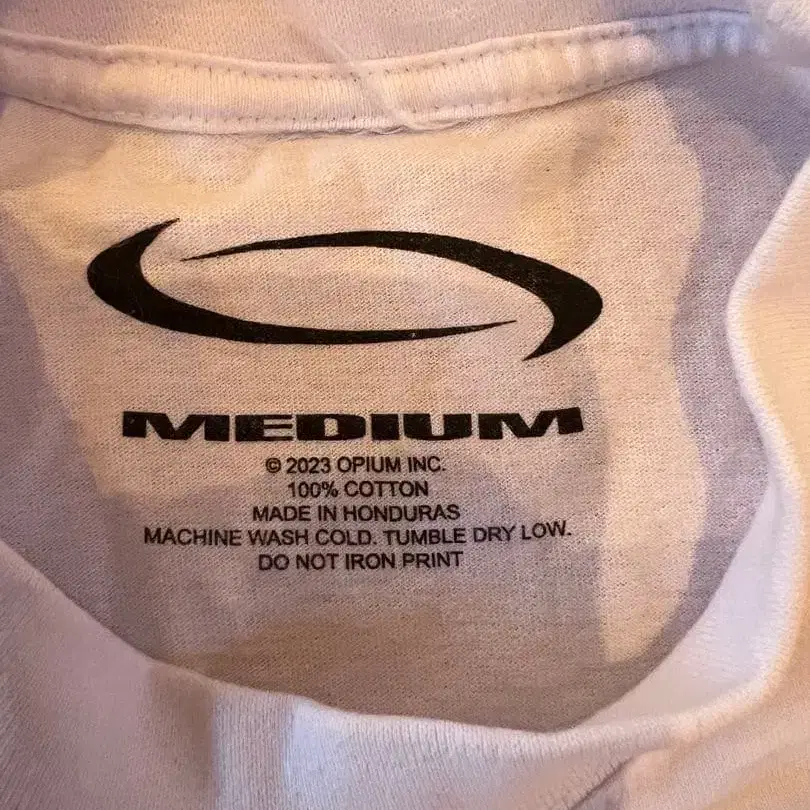 MEDIUM
© 2023 OPIUM INC.
100% COTTON
MADE IN HONDURAS
MACHINE WASH COLD. TUMBLE DRY LOW.
DO NOT IRON PRINT